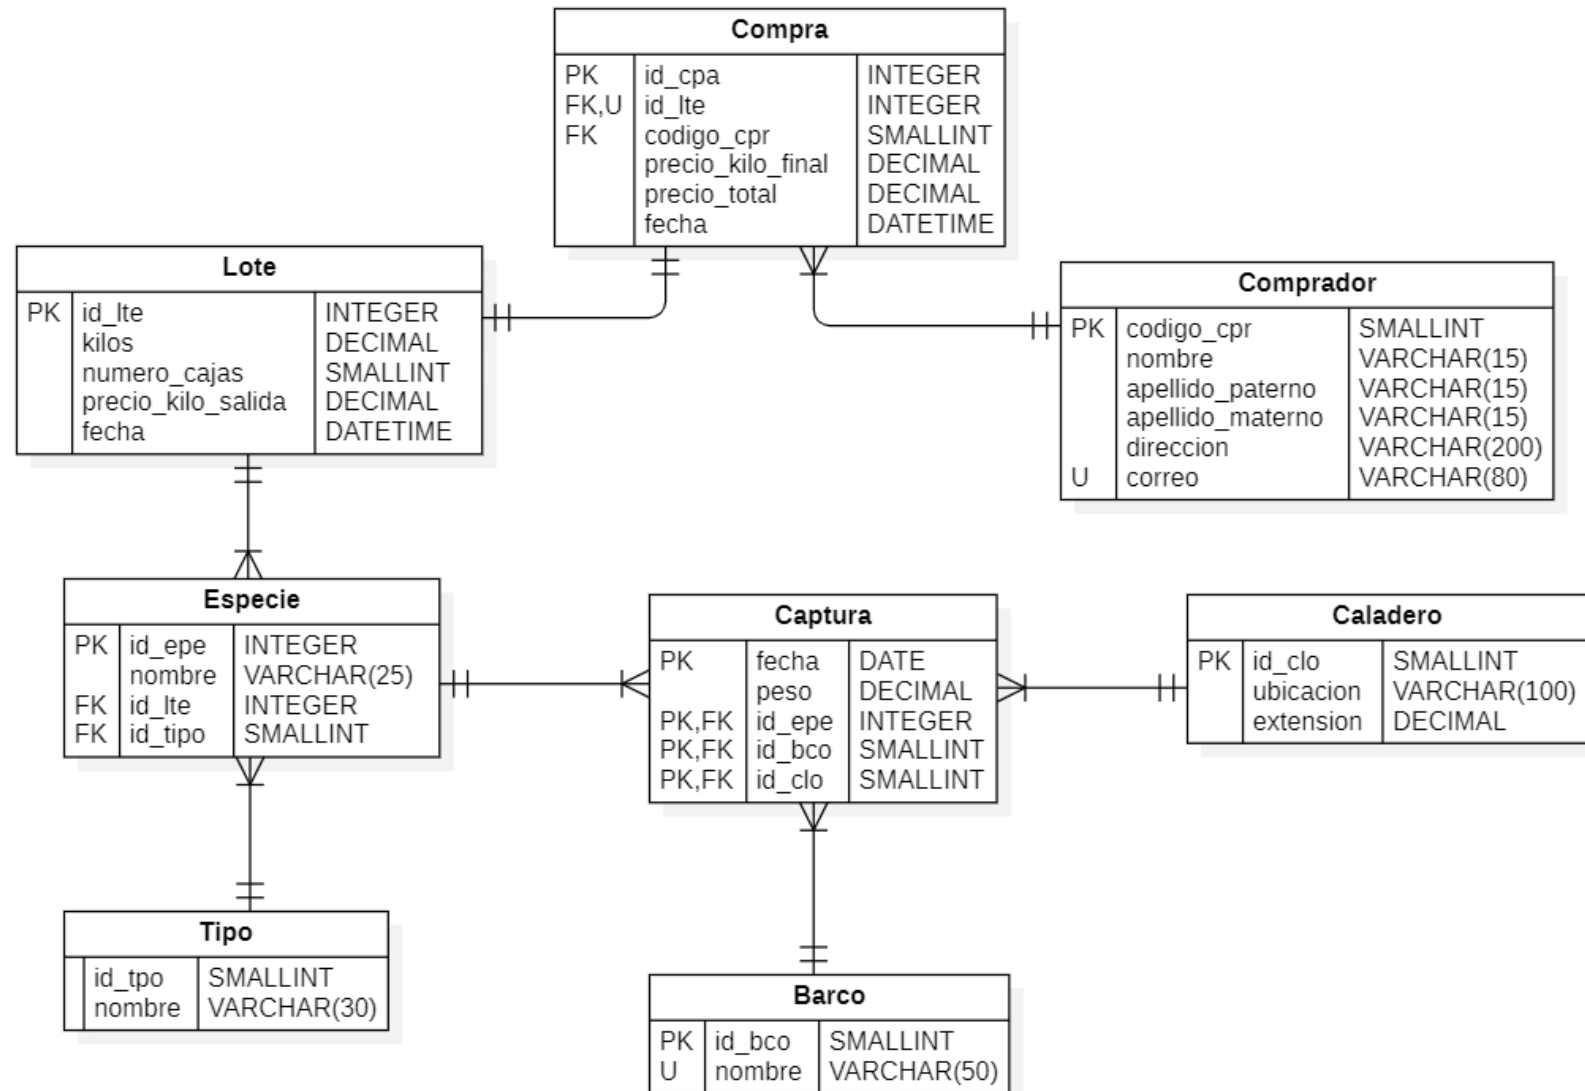 Compra
PK id_cpa INTEGER
FK,U id_lte INTEGER
FK codigo_cpr SMALLINT
precio_kilo_final DECIMAL
precio_total DECIMAL
fecha DATETIME
Lote
PK id_lte INTEGER
kilos DECIMAL
numero_cajas SMALLINT
precio_kilo_salida DECIMAL
fecha DATETIME
Comprador
PK codigo_cpr SMALLINT
nombre VARCHAR(15)
apellido_paterno VARCHAR(15)
apellido_materno VARCHAR(15)
direccion VARCHAR(200)
U correo VARCHAR(80)
Especie
PK id_epe INTEGER
nombre VARCHAR(25)
FK id_lte INTEGER
FK id_tipo SMALLINT
Captura
PK fecha DATE
peso DECIMAL
PK,FK id_epe INTEGER
PK,FK id_bco SMALLINT
PK,FK id_clo SMALLINT
Caladero
PK id_clo SMALLINT
ubicacion VARCHAR(100)
extension DECIMAL
Tipo
id_tpo SMALLINT
nombre VARCHAR(30)
Barco
PK id_bco SMALLINT
U nombre VARCHAR(50)